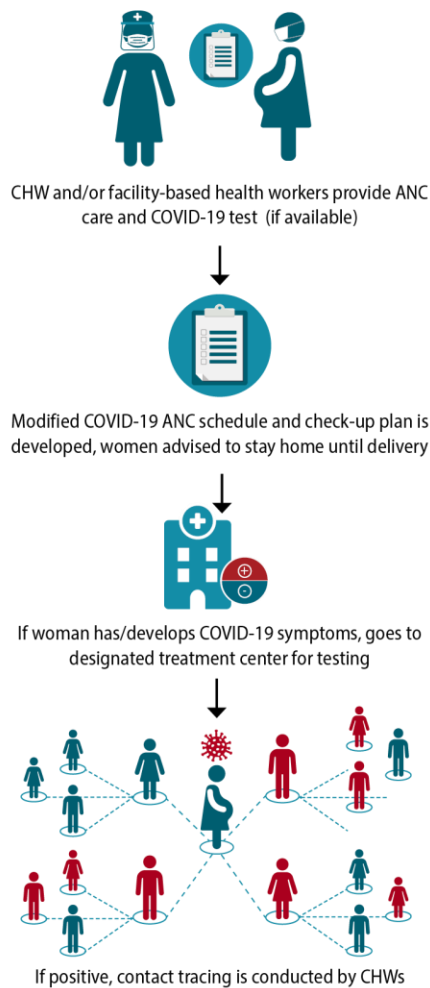 CHW and/or facility-based health workers provide ANC
care and COVID-19 test (if available)
Modified COVID-19 ANC schedule and check-up plan is
developed, women advised to stay home until delivery
If woman has/develops COVID-19 symptoms, goes to
designated treatment center for testing
If positive, contact tracing is conducted by CHWs